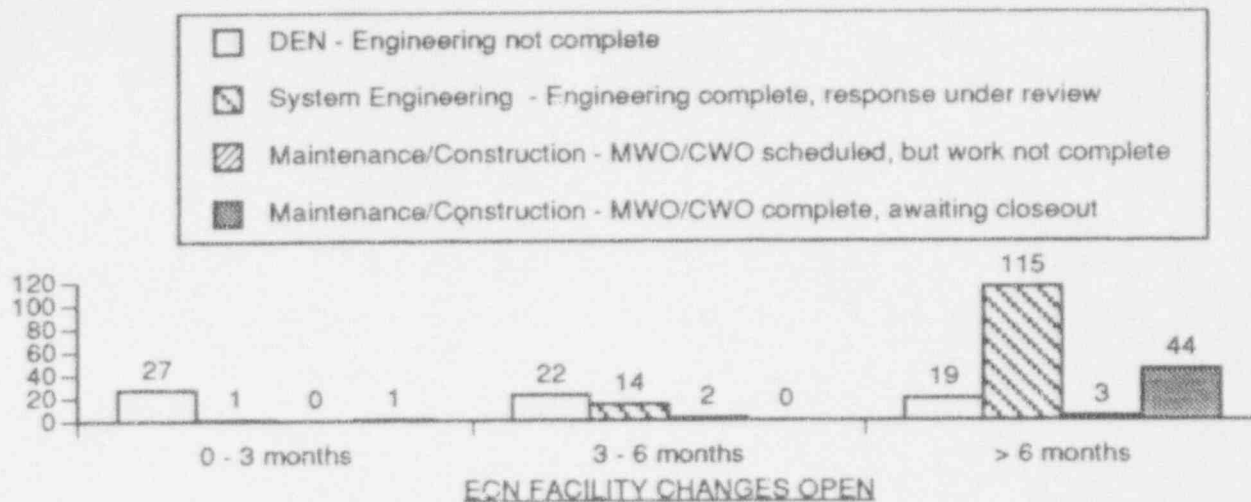 DEN - Engineering not complete
System Engineering - Engineering complete, response under review
Maintenance/Construction - MWO/CWO scheduled, but work not complete
Maintenance/Construction - MWO/CWO complete, awaiting closeout
120
100
80
60
40
20
0
27 1 0 1
22 14 2 0
19 115 3 44
0 - 3 months 3 - 6 months > 6 months
ECN FACILITY CHANGES OPEN